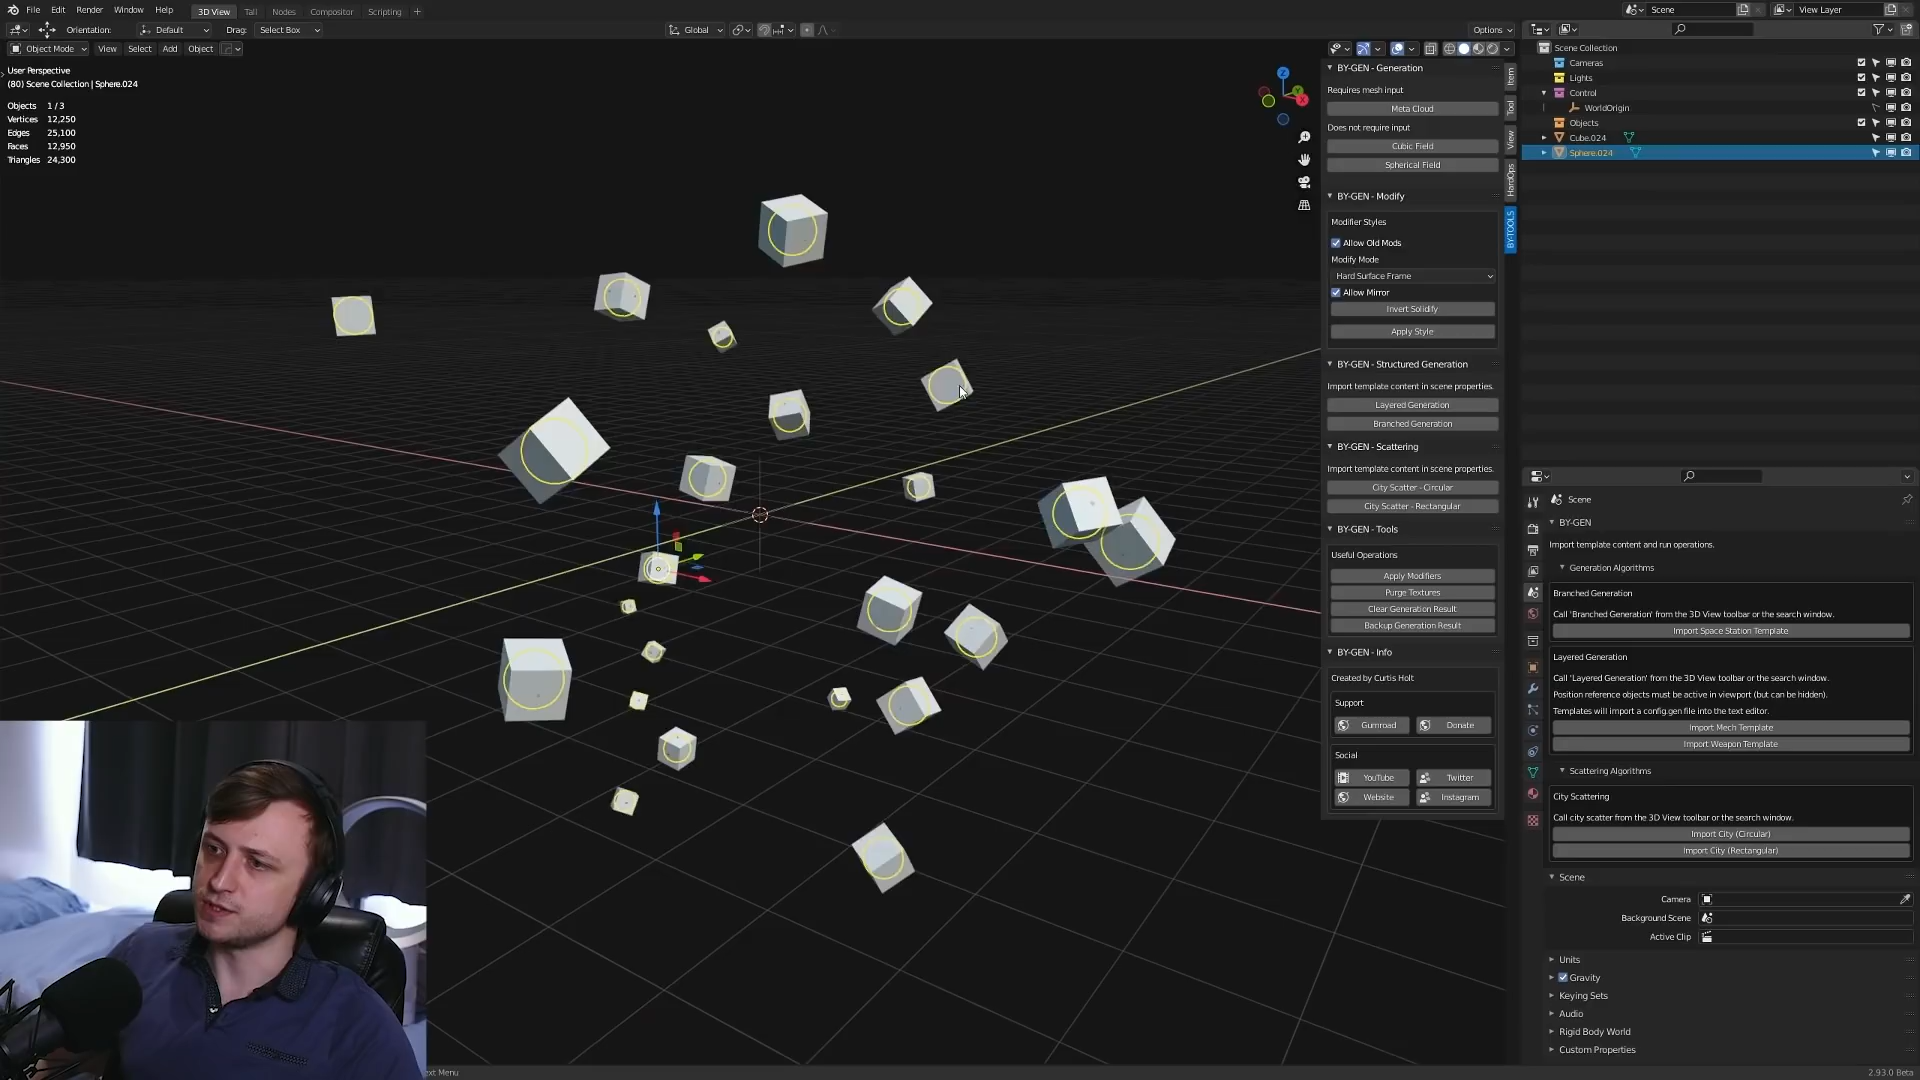 File Edit Render Window Help 3D View Tall Nodes Compositor Scripting + Scene View Layer
Orientation: Default Drag: Select Box Global Options
Object Mode View Select Add Object
User Perspective
(80) Scene Collection | Sphere.024
Objects 1 / 3
Vertices 12,250
Edges 25,100
Faces 12,950
Triangles 24,300
Z
Y
X
BY-GEN - Generation
Requires mesh input
Meta Cloud
Does not require input
Cubic Field
Spherical Field
BY-GEN - Modify
Modifier Styles
Allow Old Mods
Modify Mode
Hard Surface Frame
Allow Mirror
Invert Solidify
Apply Style
BY-GEN - Structured Generation
Import template content in scene properties.
Layered Generation
Branched Generation
BY-GEN - Scattering
Import template content in scene properties.
City Scatter - Circular
City Scatter - Rectangular
BY-GEN - Tools
Useful Operations
Apply Modifiers
Purge Textures
Clear Generation Result
Backup Generation Result
BY-GEN - Info
Created by Curtis Holt
Support
Gumroad Donate
Social
YouTube Twitter
Website Instagram
Item
Tool
View
HardOps
BY-TOOLS
Scene Collection
Cameras
Lights
Control
WorldOrigin
Objects
Cube.024
Sphere.024
Scene
BY-GEN
Import template content and run operations.
Generation Algorithms
Branched Generation
Call 'Branched Generation' from the 3D View toolbar or the search window.
Import Space Station Template
Layered Generation
Call 'Layered Generation' from the 3D View toolbar or the search window.
Position reference objects must be active in viewport (but can be hidden).
Templates will import a config.gen file into the text editor.
Import Mech Template
Import Weapon Template
Scattering Algorithms
City Scattering
Call city scatter from the 3D View toolbar or the search window.
Import City (Circular)
Import City (Rectangular)
Scene
Camera
Background Scene
Active Clip
Units
Gravity
Keying Sets
Audio
Rigid Body World
Custom Properties
ext Menu
2.93.0 Beta